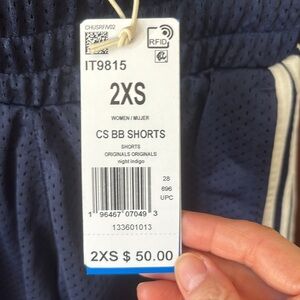 CHUSRFIV02
RFID
IT9815
2XS
WOMEN / MUJER
CS BB SHORTS
SHORTS
ORIGINALS ORIGINALS
night indigo
28
696
UPC
1 96467 07049 3
133601013
2XS $ 50.00